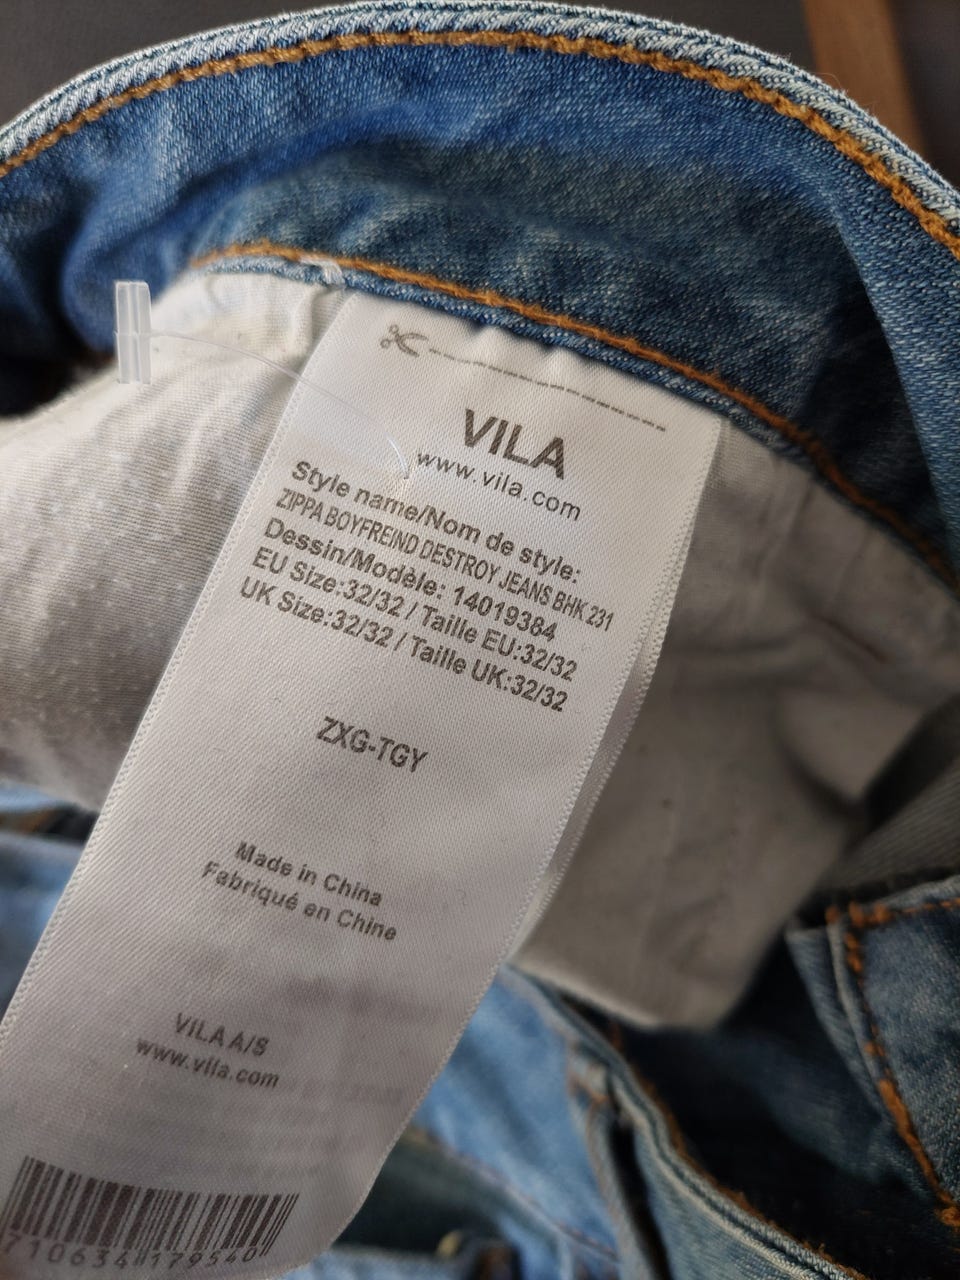 VILA
www.vila.com
Style name/Nom de style:
ZIPPA BOYFREIND DESTROY JEANS BHK 231
Dessin/Modèle: 14019384
EU Size:32/32 / Taille EU:32/32
UK Size:32/32 / Taille UK:32/32
ZXG-TGY
Made in China
Fabriqué en Chine
VILA A/S
www.vila.com
710634 179540